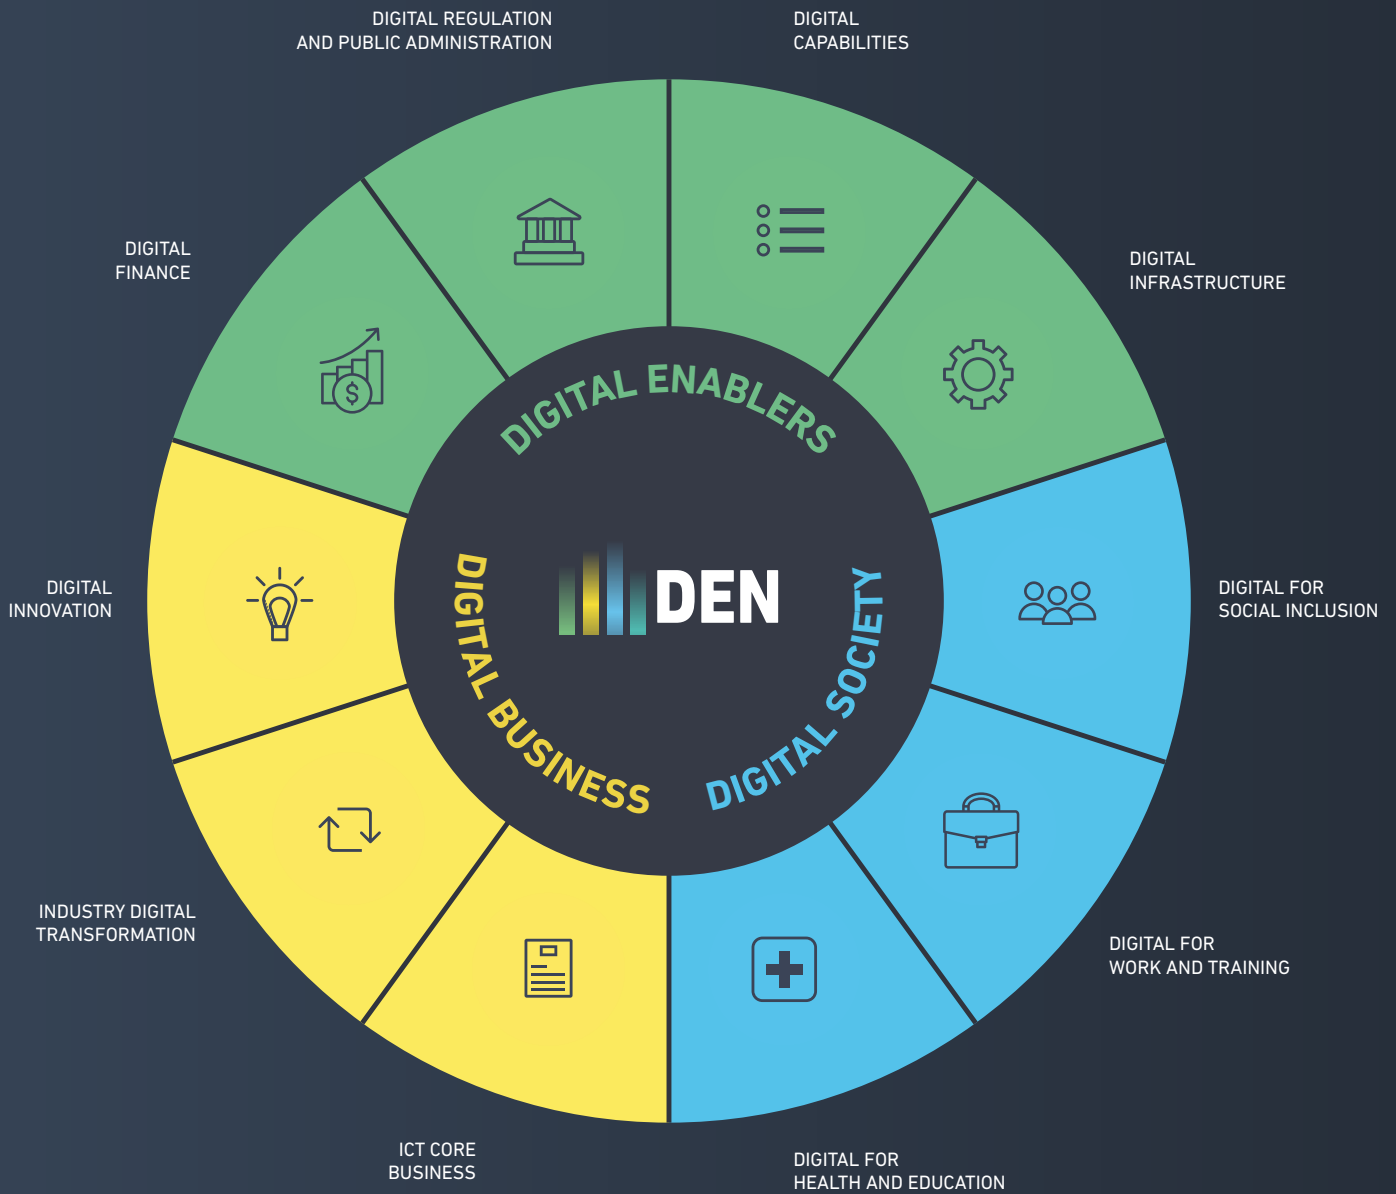 DIGITAL REGULATION
AND PUBLIC ADMINISTRATION
DIGITAL
CAPABILITIES
DIGITAL
FINANCE
DIGITAL
INFRASTRUCTURE
$
DIGITAL ENABLERS
DIGITAL
INNOVATION
DIGITAL BUSINESS
DEN
DIGITAL SOCIETY
DIGITAL FOR
SOCIAL INCLUSION
INDUSTRY DIGITAL
TRANSFORMATION
DIGITAL FOR
WORK AND TRAINING
ICT CORE
BUSINESS
DIGITAL FOR
HEALTH AND EDUCATION